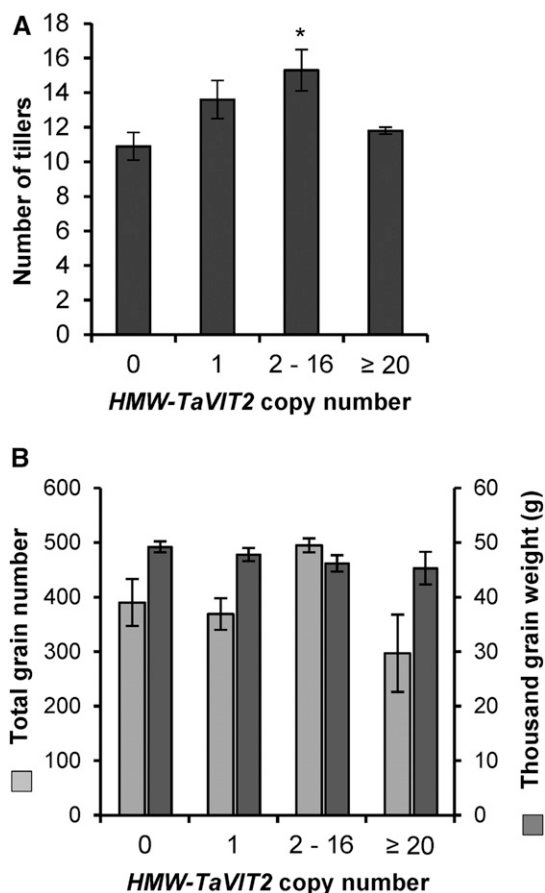 A
18
16
14
12
10
8
6
4
2
0
Number of tillers
*
0 1 2 - 16 ≥ 20
HMW-TaVIT2 copy number
B
600
500
400
300
200
100
0
Total grain number
60
50
40
30
20
10
0
Thousand grain weight (g)
0 1 2 - 16 ≥ 20
HMW-TaVIT2 copy number